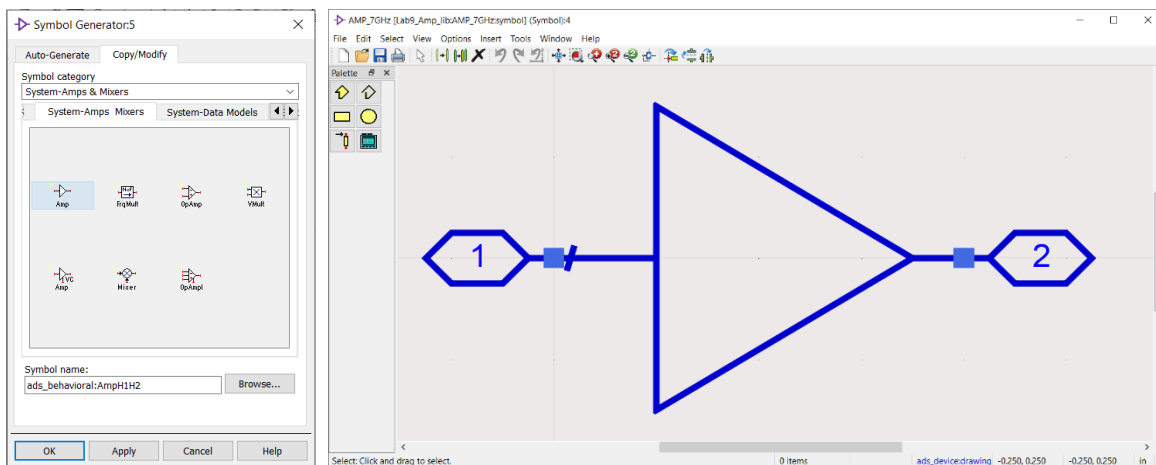 Symbol Generator:5
Auto-Generate
Copy/Modify
Symbol category
System-Amps & Mixers
System-Amps Mixers
System-Data Models
Amp
FrqMult
OpAmp
VMult
VC
Amp
Mixer
OpAmpI
Symbol name:
ads_behavioral:AmpH1H2
Browse...
OK
Apply
Cancel
Help
AMP_7GHz [Lab9_Amp_lib:AMP_7GHz:symbol] (Symbol):4
File Edit Select View Options Insert Tools Window Help
Palette
1
2
Select: Click and drag to select.
0 items
ads_device:drawing
-0.250, 0.250
-0.250, 0.250
in